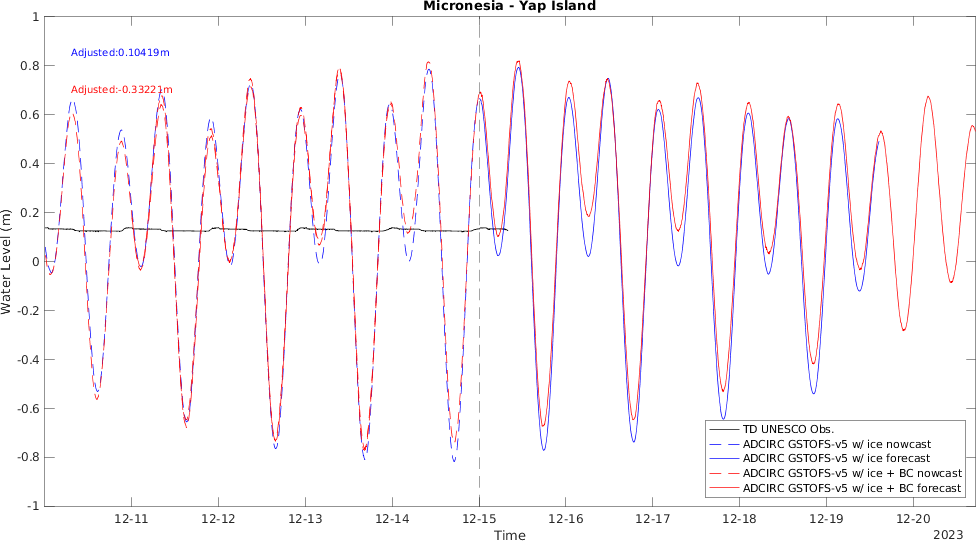 Micronesia - Yap Island
1
0.8
0.6
0.4
0.2
0
-0.2
-0.4
-0.6
-0.8
-1
Water Level (m)
Adjusted:0.10419m
Adjusted:-0.33221m
TD UNESCO Obs.
ADCIRC GSTOFS-v5 w/ ice nowcast
ADCIRC GSTOFS-v5 w/ ice forecast
ADCIRC GSTOFS-v5 w/ ice + BC nowcast
ADCIRC GSTOFS-v5 w/ ice + BC forecast
12-11 12-12 12-13 12-14 12-15 12-16 12-17 12-18 12-19 12-20
Time
2023